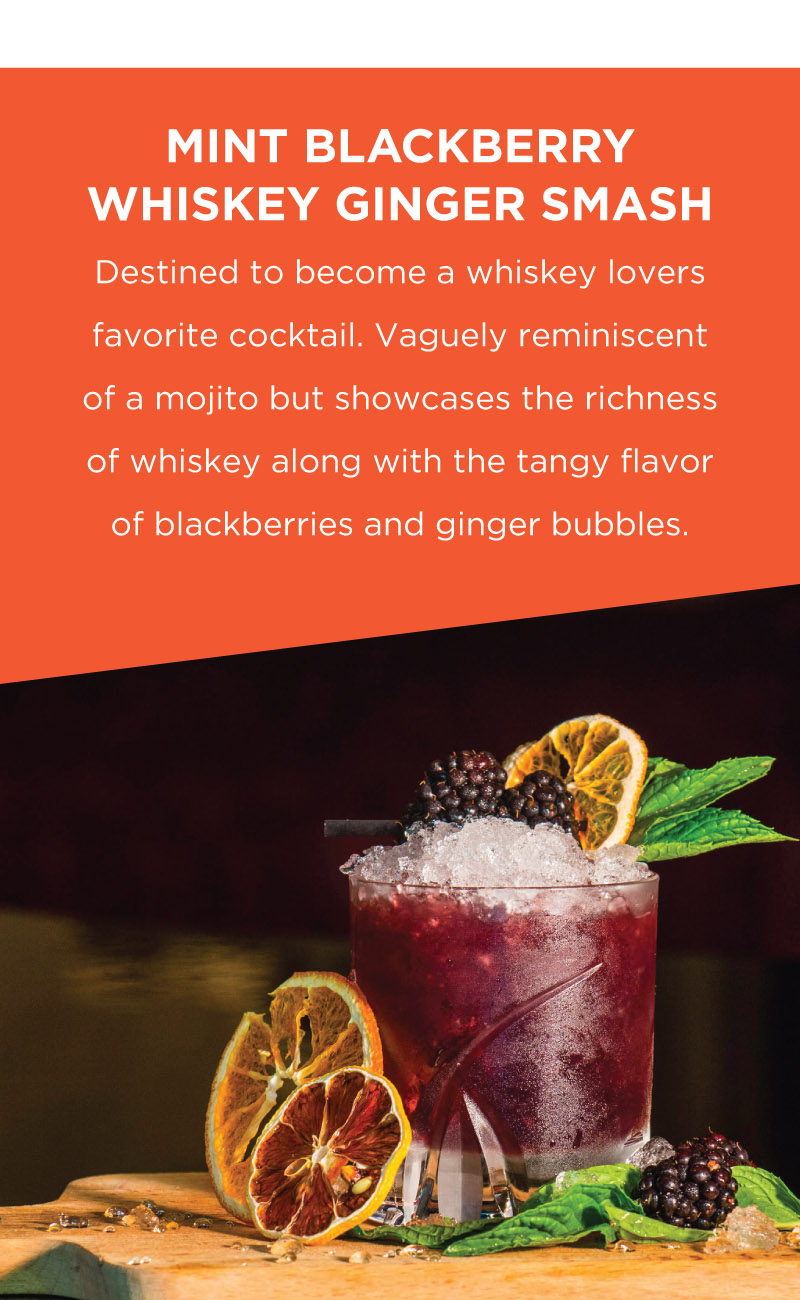 MINT BLACKBERRY
WHISKEY GINGER SMASH
Destined to become a whiskey lovers
favorite cocktail. Vaguely reminiscent
of a mojito but showcases the richness
of whiskey along with the tangy flavor
of blackberries and ginger bubbles.